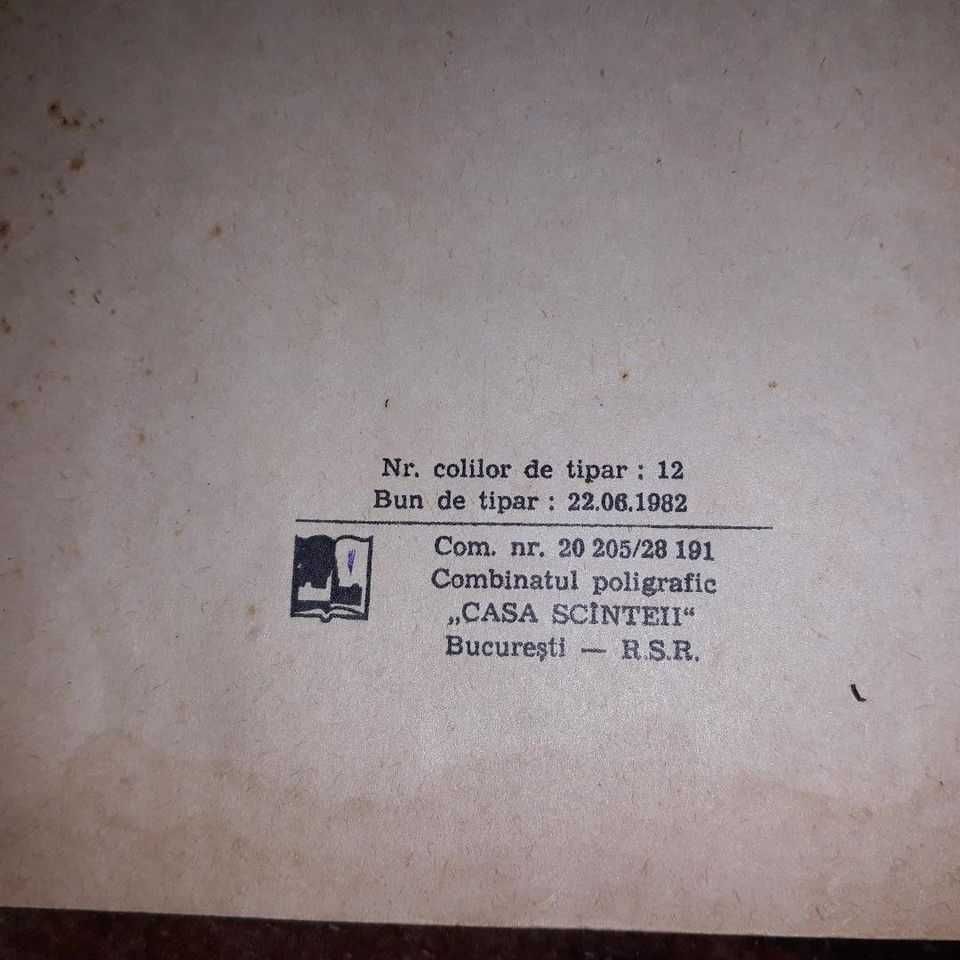 Nr. colilor de tipar : 12
Bun de tipar : 22.06.1982
Com. nr. 20 205/28 191
Combinatul poligrafic
„CASA SCÎNTEII“
București — R.S.R.